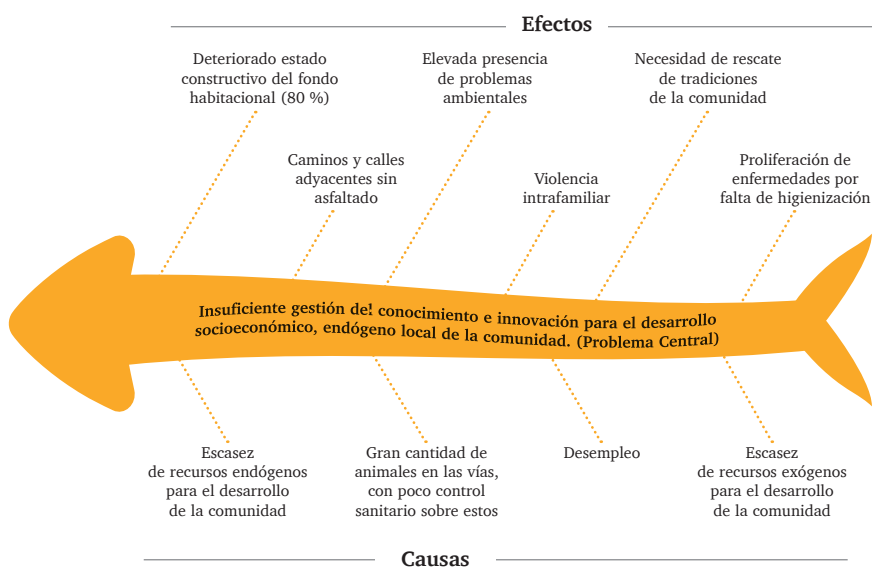 Efectos
Deteriorado estado
constructivo del fondo
habitacional (80 %)
Elevada presencia
de problemas
ambientales
Necesidad de rescate
de tradiciones
de la comunidad
Caminos y calles
adyacentes sin
asfaltado
Violencia
intrafamiliar
Proliferación de
enfermedades por
falta de higienización
Insuficiente gestión del conocimiento e innovación para el desarrollo
socioeconómico, endógeno local de la comunidad. (Problema Central)
Escasez
de recursos endógenos
para el desarrollo
de la comunidad
Gran cantidad de
animales en las vías,
con poco control
sanitario sobre estos
Desempleo
Escasez
de recursos exógenos
para el desarrollo
de la comunidad
Causas